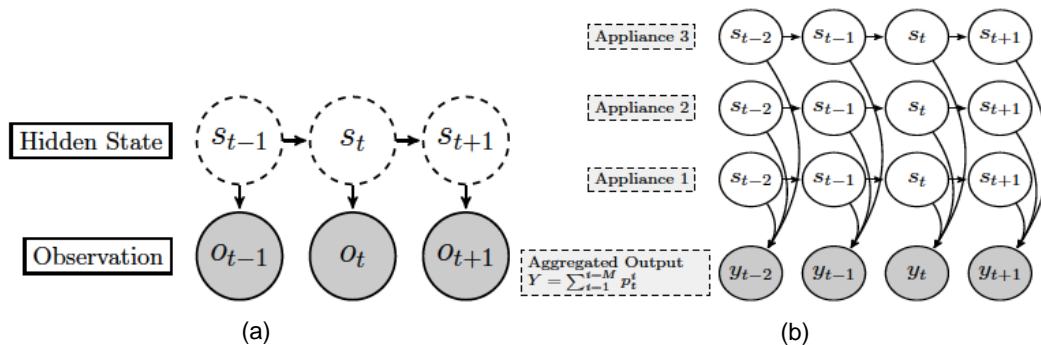 Hidden State
s_{t-1} s_t s_{t+1}
Observation
o_{t-1} o_t o_{t+1}
(a)
Appliance 3
s_{t-2} s_{t-1} s_t s_{t+1}
Appliance 2
s_{t-2} s_{t-1} s_t s_{t+1}
Appliance 1
s_{t-2} s_{t-1} s_t s_{t+1}
Aggregated Output
Y = ∑_{i=1}^{i=M} p_t^i
y_{t-2} y_{t-1} y_t y_{t+1}
(b)